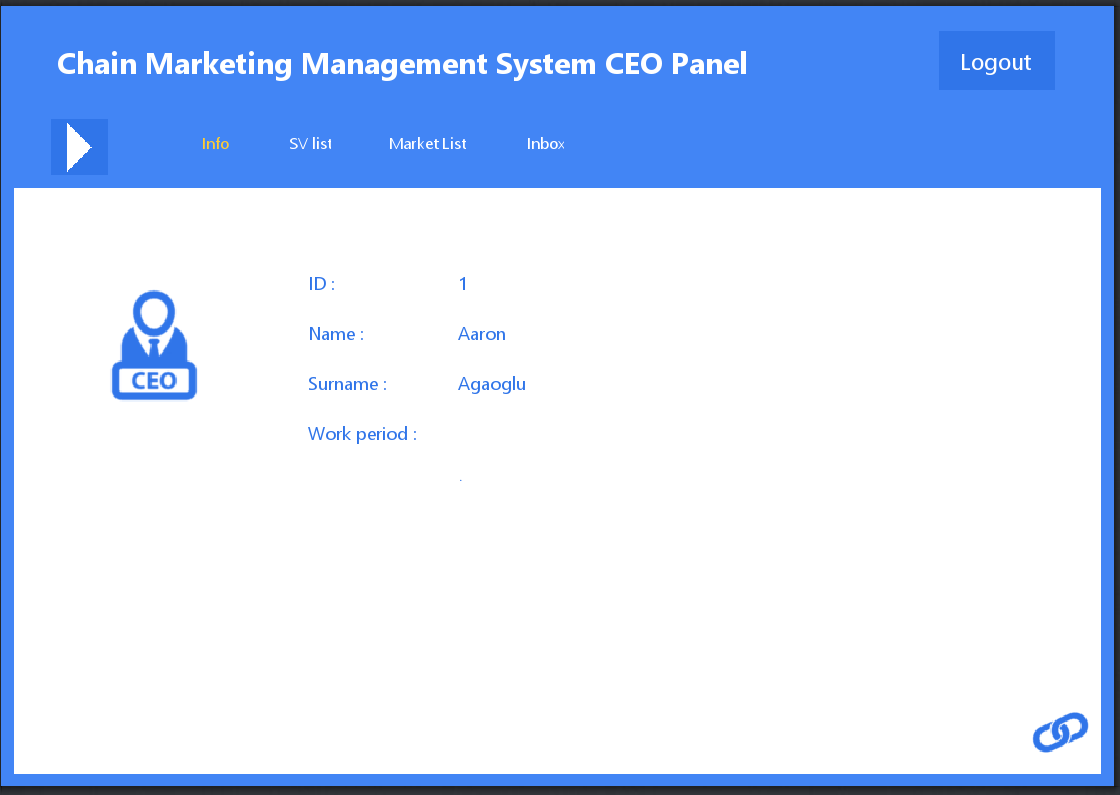 Chain Marketing Management System CEO Panel
Logout
Info SV list Market List Inbox
ID : 1
Name : Aaron
Surname : Agaoglu
Work period :
.
CEO